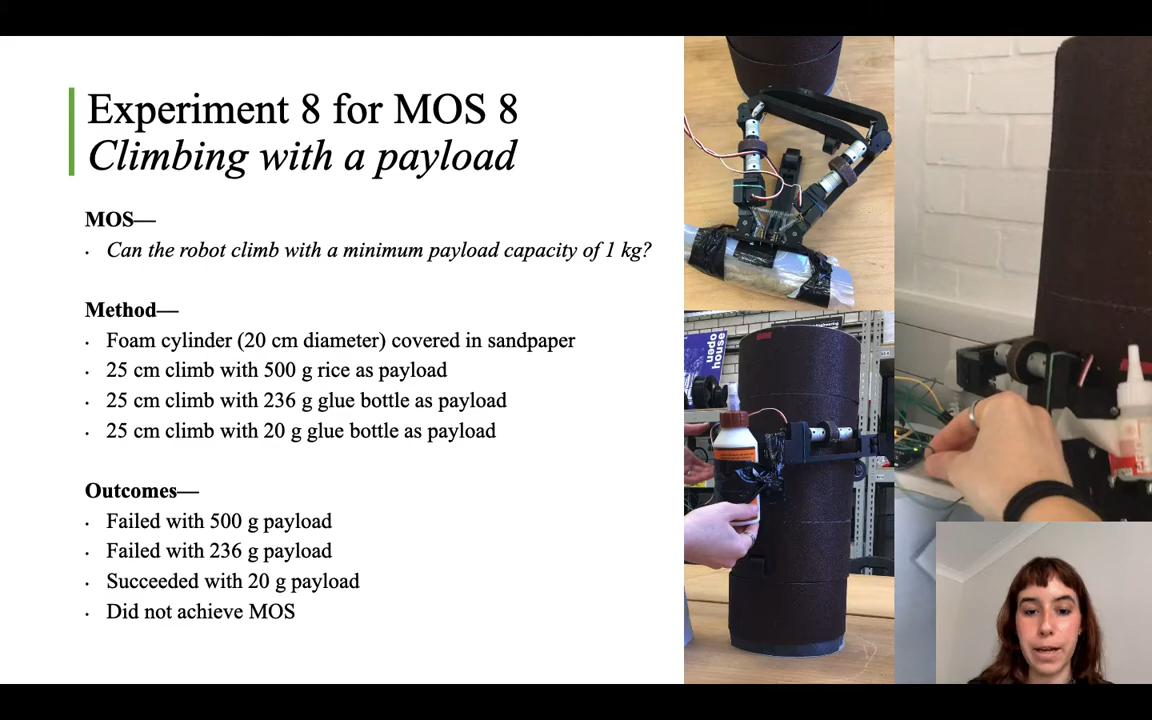 Experiment 8 for MOS 8
Climbing with a payload
MOS—
· Can the robot climb with a minimum payload capacity of 1 kg?
Method—
· Foam cylinder (20 cm diameter) covered in sandpaper
· 25 cm climb with 500 g rice as payload
· 25 cm climb with 236 g glue bottle as payload
· 25 cm climb with 20 g glue bottle as payload
Outcomes—
· Failed with 500 g payload
· Failed with 236 g payload
· Succeeded with 20 g payload
· Did not achieve MOS
open
house